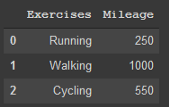 Exercises Mileage
0 Running 250
1 Walking 1000
2 Cycling 550